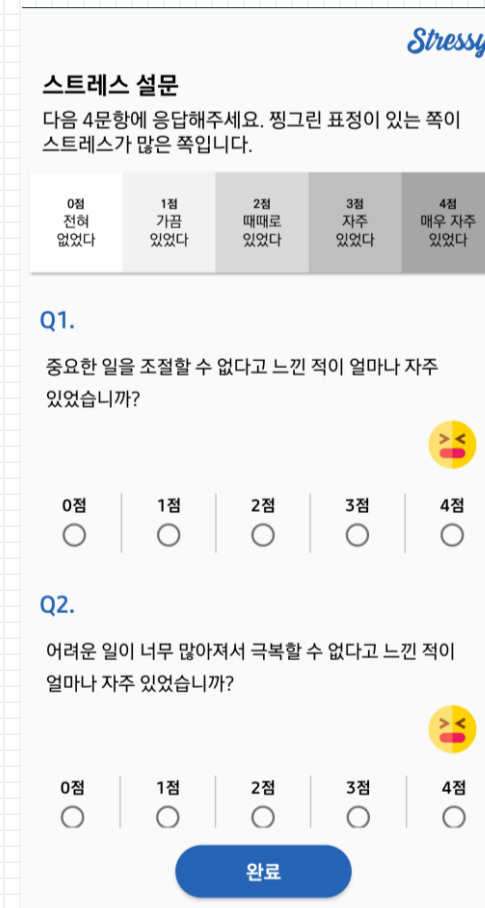 Stressy
스트레스 설문
다음 4문항에 응답해주세요. 찡그린 표정이 있는 쪽이
스트레스가 많은 쪽입니다.
0점 1점 2점 3점 4점
전혀 가끔 때때로 자주 매우 자주
없었다 있었다 있었다 있었다 있었다
Q1.
중요한 일을 조절할 수 없다고 느낀 적이 얼마나 자주
있었습니까?
0점 1점 2점 3점 4점
Q2.
어려운 일이 너무 많아져서 극복할 수 없다고 느낀 적이
얼마나 자주 있었습니까?
0점 1점 2점 3점 4점
완료